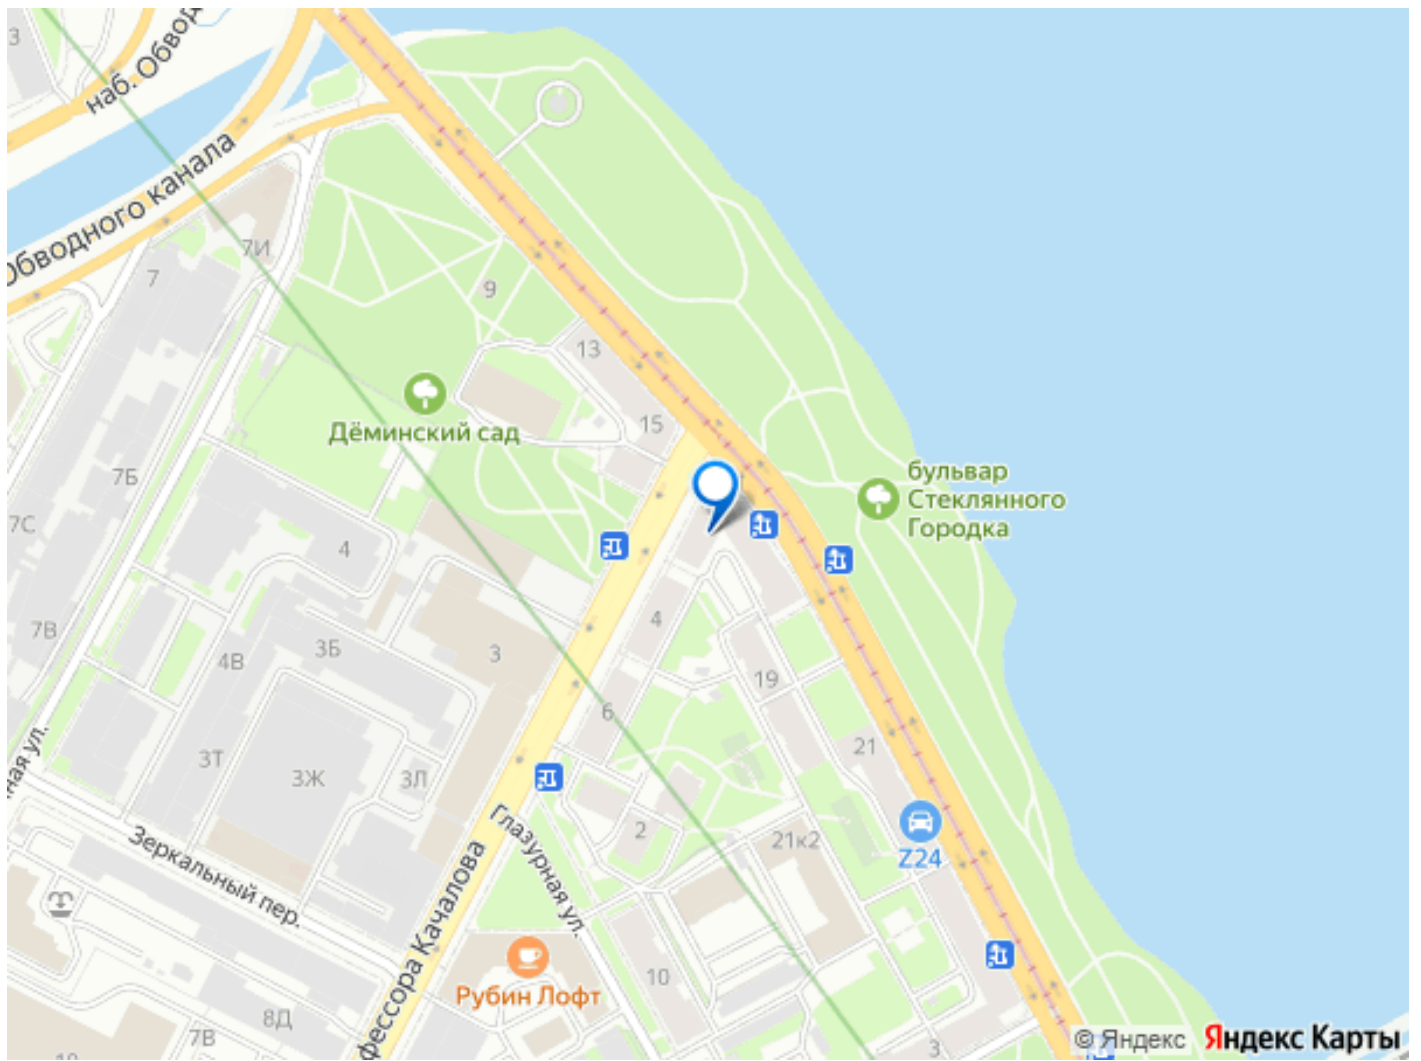 3
наб. Обвод
Обводного канала
7И
7
9
13
15
Дёминский сад
7Б
7С
4
бульвар
Стеклянного
Городка
7В
4В
3Б
3
4
19
6
3Т
3Ж
3Л
21
ная ул.
Зеркальный пер.
Глазурная ул.
2
21к2
Z24
фессора Качалова
Рубин Лофт
10
8Д
7В
3
© Яндекс Яндекс Карты